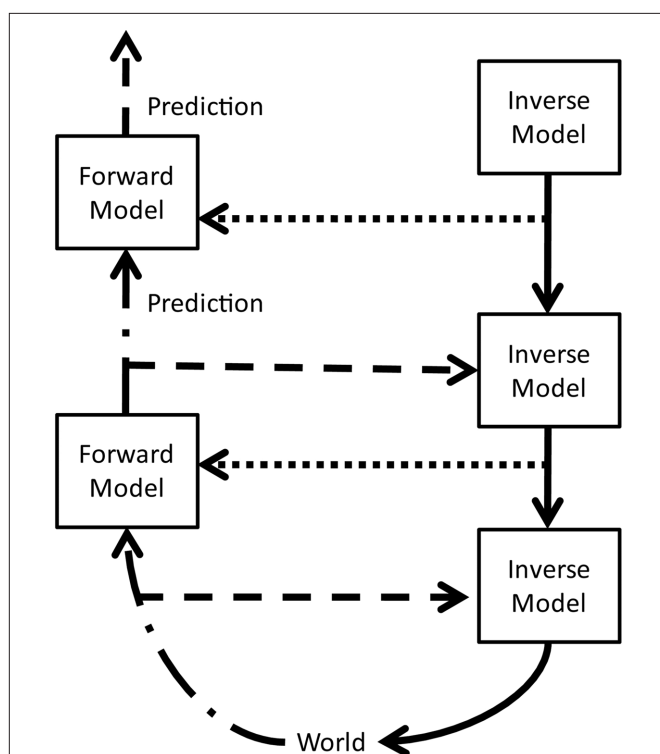 Prediction
Inverse
Model
Forward
Model
Prediction
Inverse
Model
Forward
Model
Inverse
Model
World